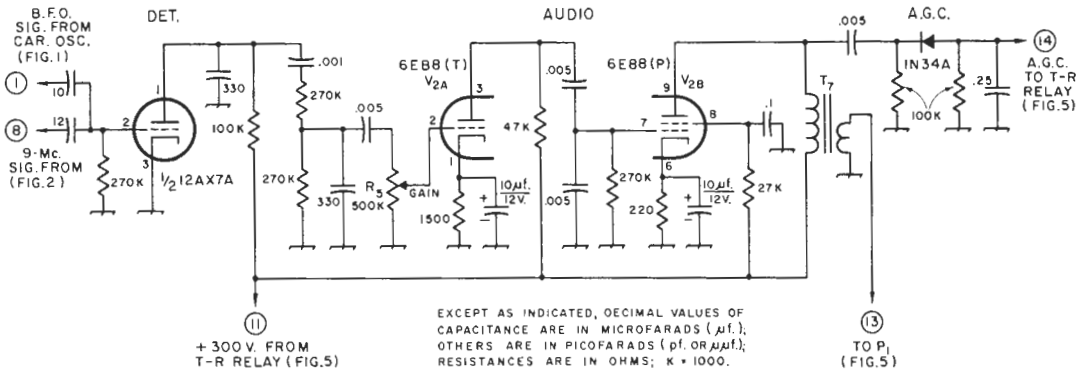 B.F.O.
SIG. FROM
CAR. OSC.
(FIG.1)
DET.
AUDIO
A.G.C.
1
10
8
12
9-Mc.
SIG. FROM
(FIG.2)
270K
1
2
3
1/2 12AX7A
330
100K
.001
270K
270K
.005
330
R5
500K
GAIN
6EB8(T)
V2A
3
2
1
1500
10µf.
12V.
+
−
47K
.005
.005
270K
6EB8(P)
V2B
9
7
8
6
220
10µf.
12V.
+
−
.1
27K
T7
.005
1N34A
100K
.25
14
A.G.C.
TO T-R
RELAY
(FIG.5)
11
+300 V. FROM
T-R RELAY (FIG.5)
EXCEPT AS INDICATED, DECIMAL VALUES OF
CAPACITANCE ARE IN MICROFARADS (µf.);
OTHERS ARE IN PICOFARADS (pf. OR µµf.);
RESISTANCES ARE IN OHMS; K = 1000.
13
TO P1
(FIG.5)